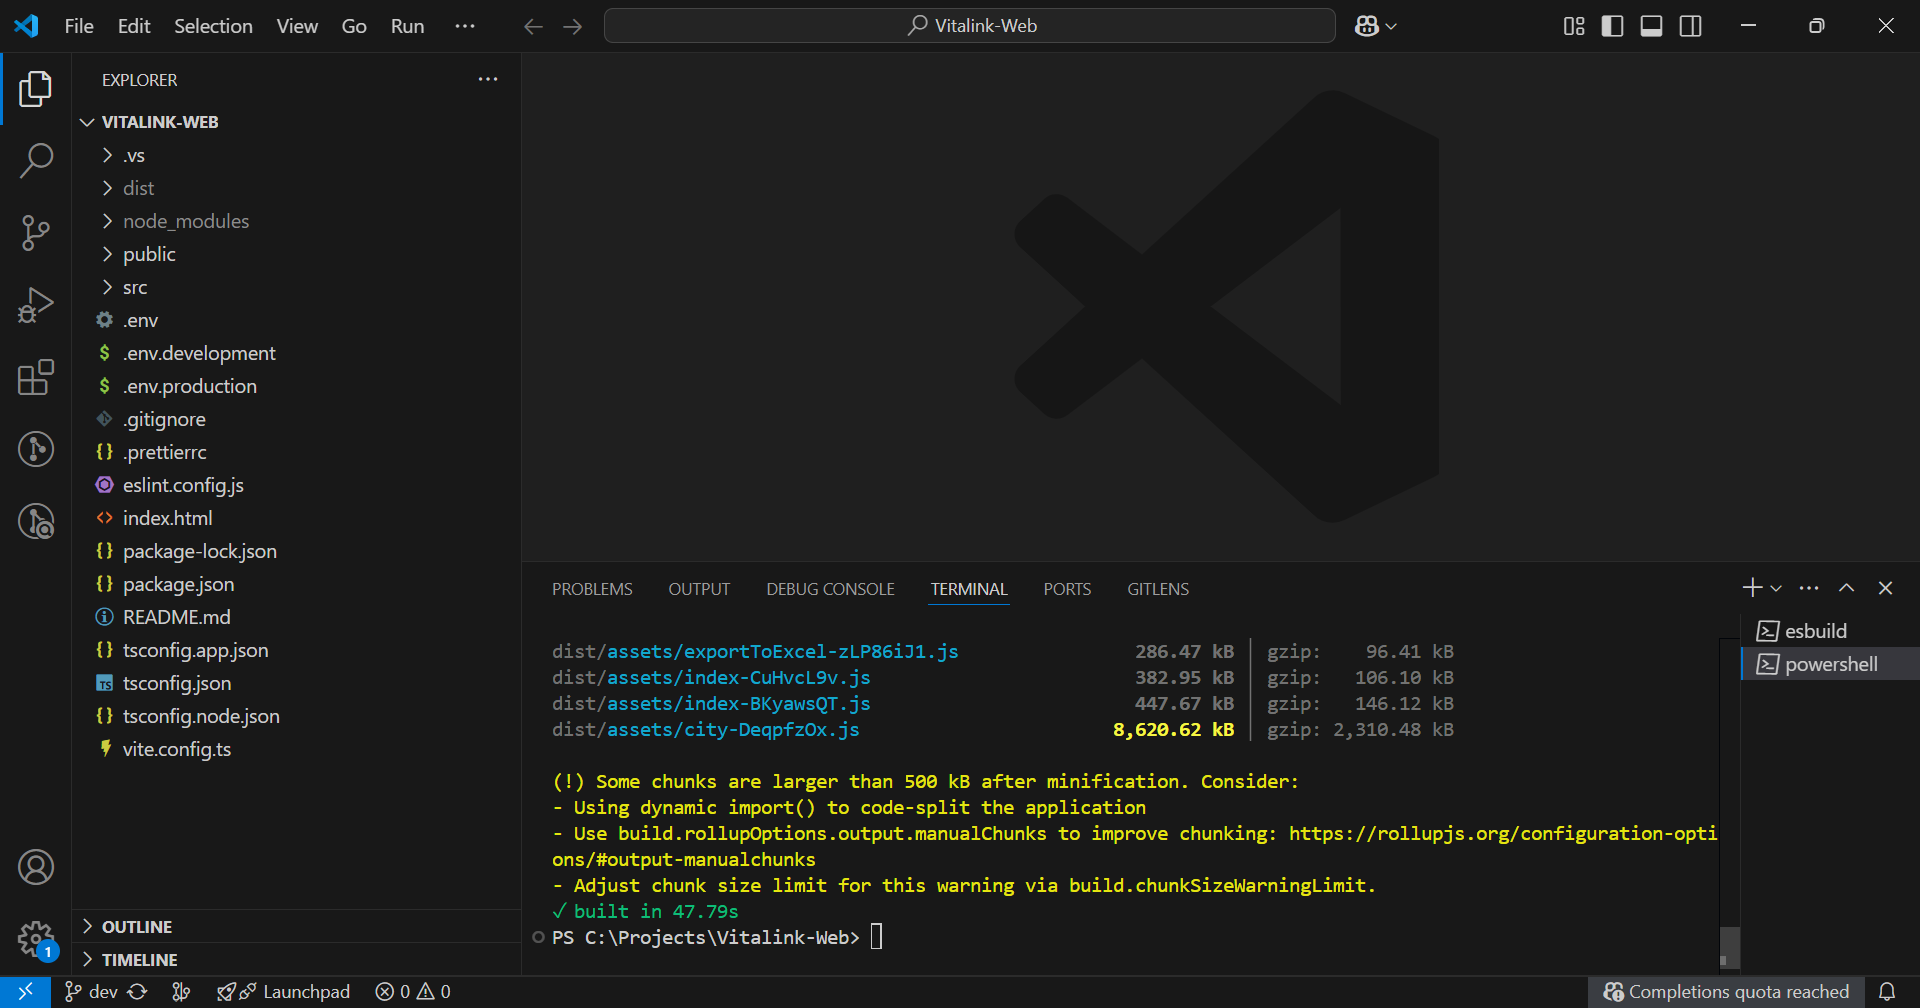 File Edit Selection View Go Run ··· Vitalink-Web
EXPLORER ···
VITALINK-WEB
.vs
dist
node_modules
public
src
.env
$ .env.development
$ .env.production
.gitignore
{} .prettierrc
eslint.config.js
<> index.html
{} package-lock.json
{} package.json
README.md
{} tsconfig.app.json
TS tsconfig.json
{} tsconfig.node.json
vite.config.ts
OUTLINE
TIMELINE
PROBLEMS OUTPUT DEBUG CONSOLE TERMINAL PORTS GITLENS
dist/assets/exportToExcel-zLP86iJ1.js 286.47 kB │ gzip: 96.41 kB
dist/assets/index-CuHvcL9v.js 382.95 kB │ gzip: 106.10 kB
dist/assets/index-BKyawsQT.js 447.67 kB │ gzip: 146.12 kB
dist/assets/city-DeqpfzOx.js 8,620.62 kB │ gzip: 2,310.48 kB
(!) Some chunks are larger than 500 kB after minification. Consider:
- Using dynamic import() to code-split the application
- Use build.rollupOptions.output.manualChunks to improve chunking: https://rollupjs.org/configuration-opti
ons/#output-manualchunks
- Adjust chunk size limit for this warning via build.chunkSizeWarningLimit.
✓ built in 47.79s
PS C:\Projects\Vitalink-Web>
esbuild
powershell
1
dev Launchpad 0 0 Completions quota reached